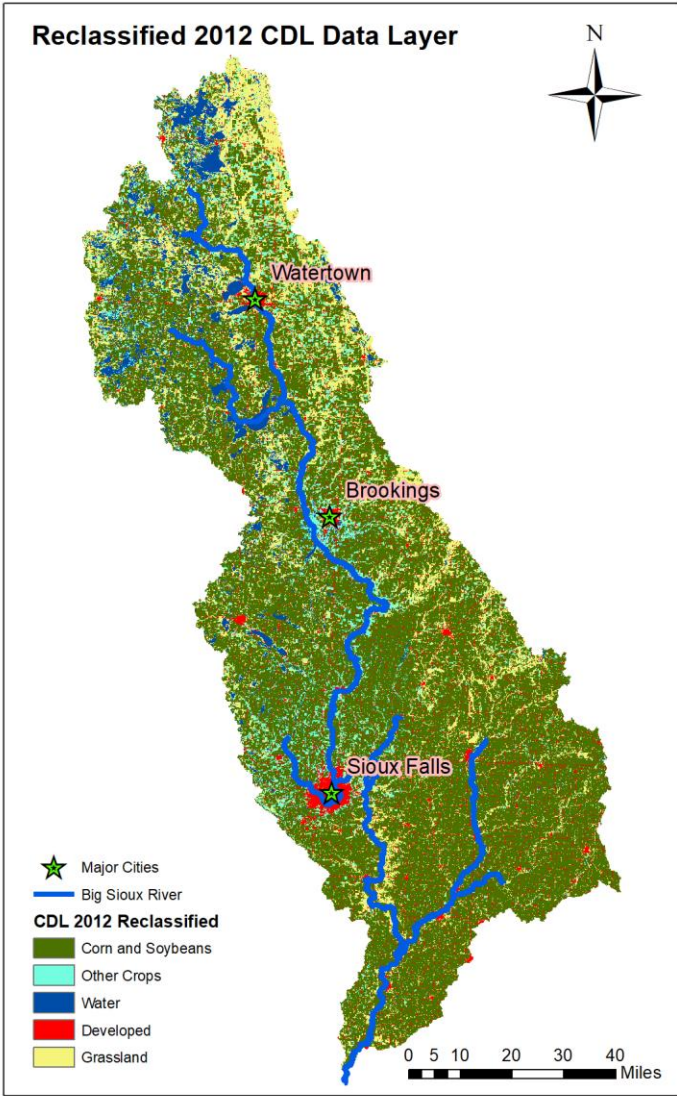 Reclassified 2012 CDL Data Layer
N
Watertown
Brookings
Sioux Falls
Major Cities
Big Sioux River
CDL 2012 Reclassified
Corn and Soybeans
Other Crops
Water
Developed
Grassland
0 5 10 20 30 40
Miles